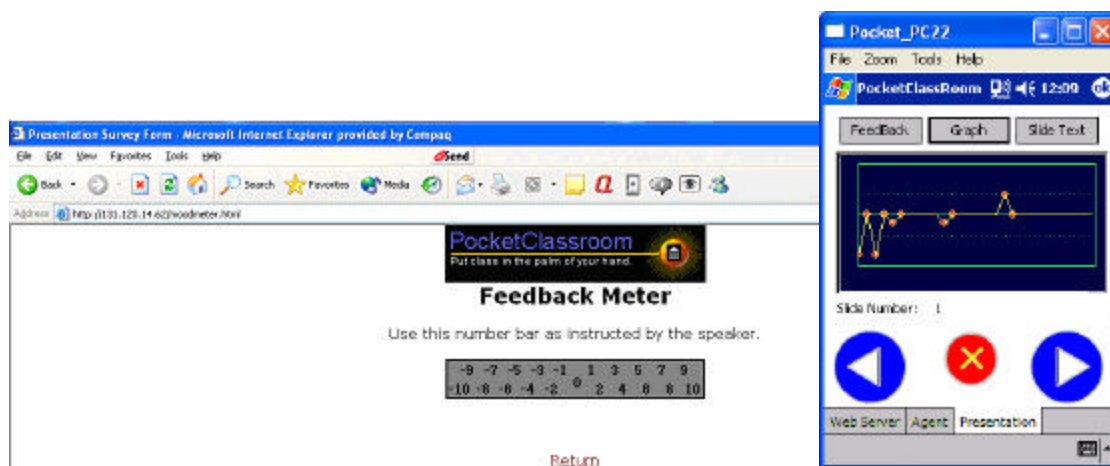 Presentation Survey Form - Microsoft Internet Explorer provided by Compaq
File Edit View Favorites Tools Help
Send
Back Search Favorites Media
Address
PocketClassroom
Put class in the palm of your hand.
Feedback Meter
Use this number bar as instructed by the speaker.
-9 -7 -5 -3 -1 1 3 5 7 9
0
-10 -8 -6 -4 -2 2 4 6 8 10
Return
Pocket_PC22
File Zoom Tools Help
PocketClassRoom 12:09 ok
FeedBack Graph Slide Text
Slide Number: 1
Web Server Agent Presentation